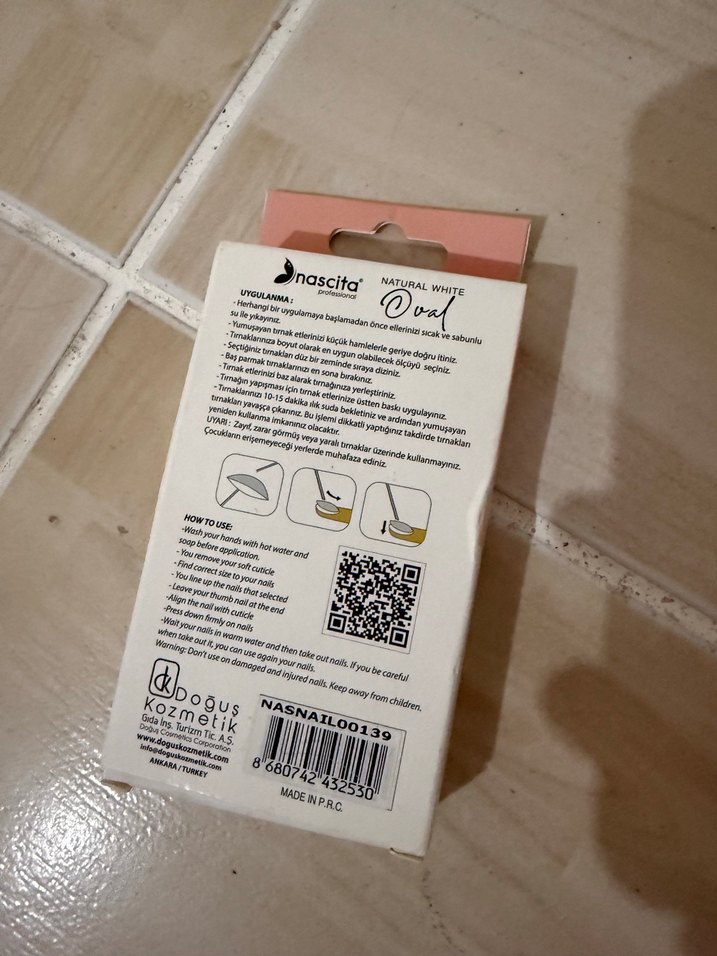 nascita®
professional
NATURAL WHITE
Oval
UYGULANMA :
- Herhangi bir uygulamaya başlamadan önce ellerinizi sıcak ve sabunlu
su ile yıkayınız.
- Yumuşayan tırnak etlerinizi küçük hamlelerle geriye doğru itiniz.
- Tırnaklarınıza boyut olarak en uygun olabilecek ölçüyü seçiniz.
- Seçtiğiniz tırnakları düz bir zeminde sıraya diziniz.
- Baş parmak tırnaklarınızı en sona bırakınız.
- Tırnak etlerinizi baz alarak tırnağınıza yerleştiriniz.
- Tırnağın yapışması için tırnak etlerinize üstten baskı uygulayınız.
- Tırnaklarınızı 10-15 dakika ılık suda bekletiniz ve ardından yumuşayan
tırnakları yavaşça çıkarınız. Bu işlemi dikkatli yaptığınız takdirde tırnakları
yeniden kullanma imkanınız olacaktır.
UYARI : Zayıf, zarar görmüş veya yaralı tırnaklar üzerinde kullanmayınız.
Çocukların erişemeyeceği yerlerde muhafaza ediniz.
HOW TO USE:
-Wash your hands with hot water and
soap before application.
- You remove your soft cuticle
- Find correct size to your nails
- You line up the nails that selected
- Leave your thumb nail at the end
-Align the nail with cuticle
-Press down firmly on nails
-Wait your nails in warm water and then take out nails. If you be careful
when take out it, you can use again your nails.
Warning: Don't use on damaged and injured nails. Keep away from children.
dk Doğuş
Kozmetik
Gıda İnş. Turizm Tic. A.Ş.
Doğuş Cosmetics Corporation
www.doguskozmetik.com
info@doguskozmetik.com
ANKARA / TURKEY
NASNAIL00139
8 680742 432530
MADE IN P.R.C.